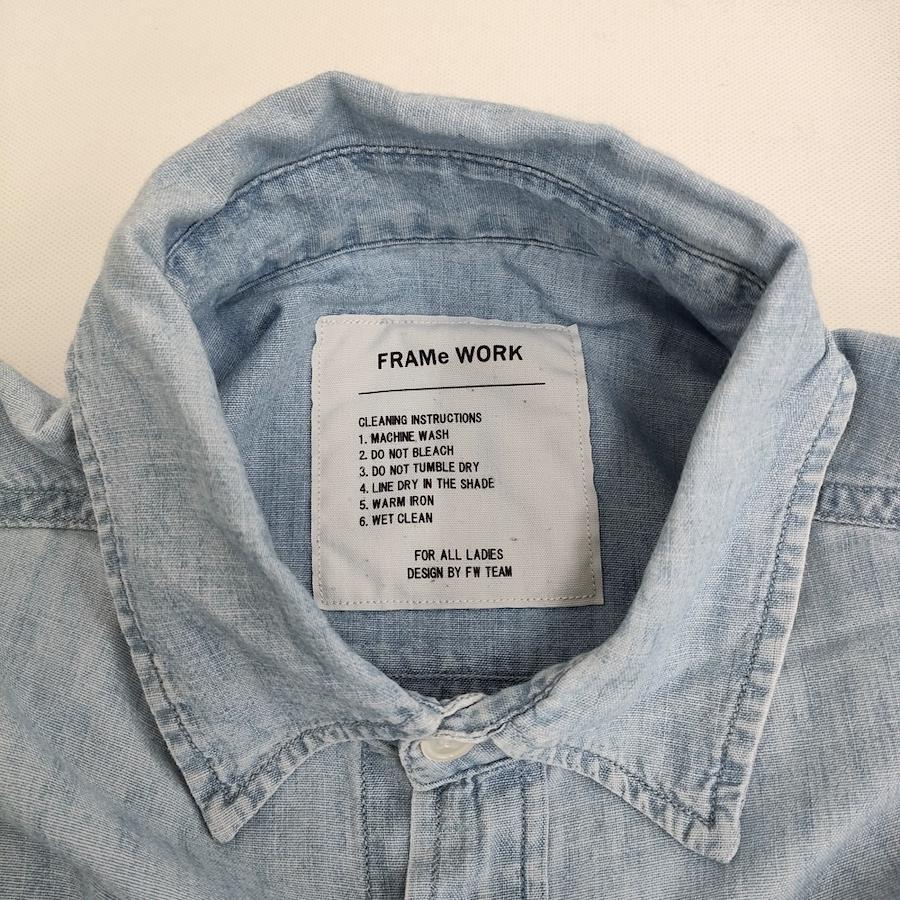 FRAMe WORK
CLEANING INSTRUCTIONS
1. MACHINE WASH
2. DO NOT BLEACH
3. DO NOT TUMBLE DRY
4. LINE DRY IN THE SHADE
5. WARM IRON
6. WET CLEAN
FOR ALL LADIES
DESIGN BY FW TEAM